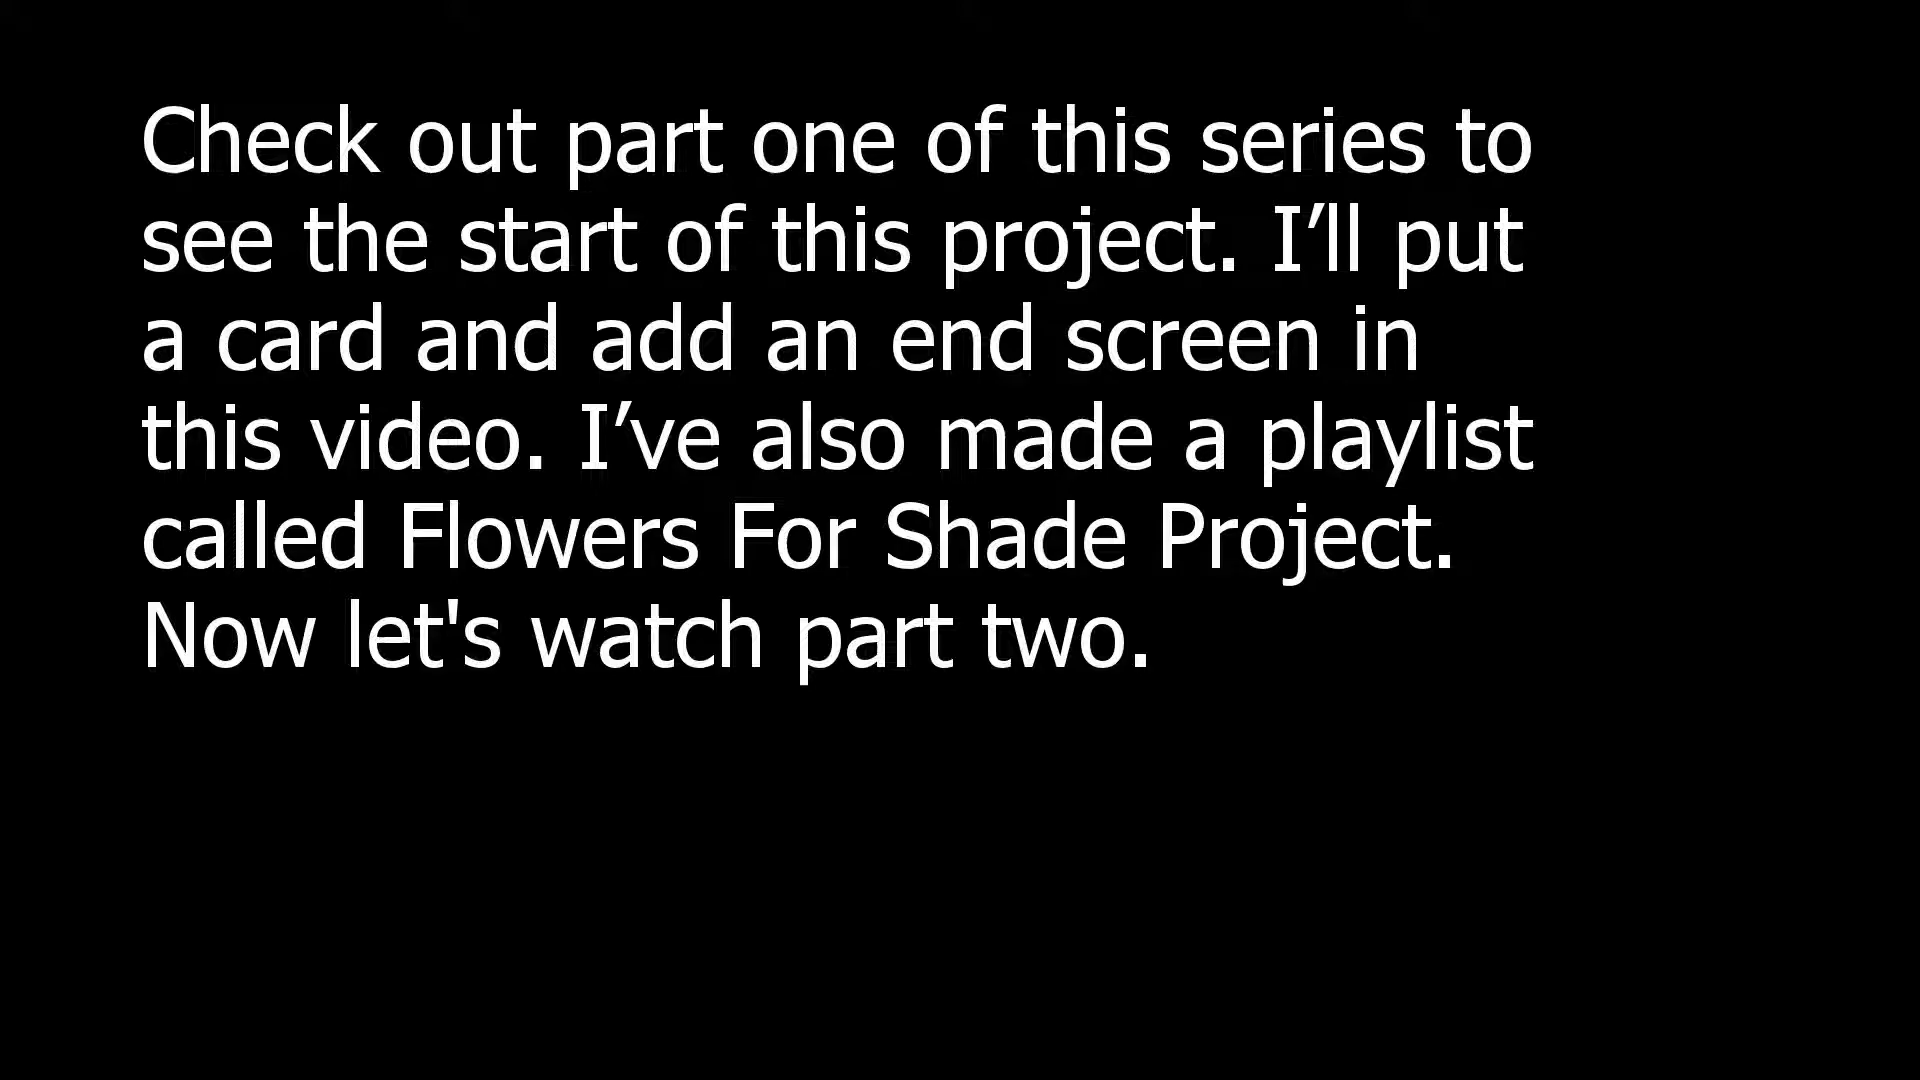 Check out part one of this series to
see the start of this project. I’ll put
a card and add an end screen in
this video. I’ve also made a playlist
called Flowers For Shade Project.
Now let's watch part two.